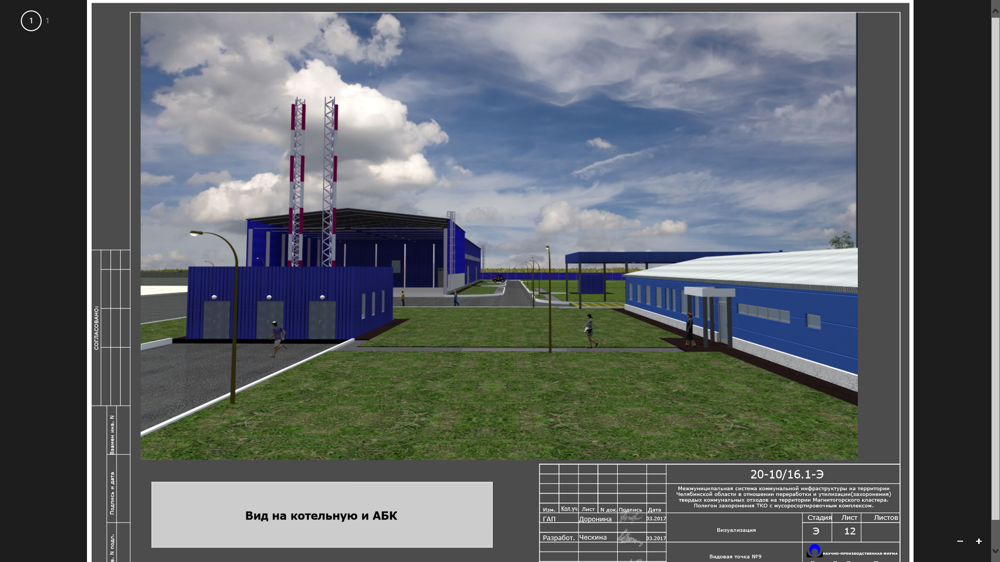 1 1
СОГЛАСОВАНО:
Взамен инв. N
Подпись и дата
в. N подл.
Вид на котельную и АБК
20-10/16.1-Э
Межмуниципальная система коммунальной инфраструктуры на территории
Челябинской области в отношении переработки и утилизации(захоронения)
твердых коммунальных отходов на территории Магнитогорского кластера.
Полигон захоронения ТКО с мусоросортировочным комплексом.
Изм. Кол.уч. Лист N док. Подпись Дата
ГАП Доронина 03.2017
Стадия Лист Листов
Визуализация Э 12
Разработ. Ческина 03.2017
НАУЧНО-ПРОИЗВОДСТВЕННАЯ ФИРМА
Видовая точка №9